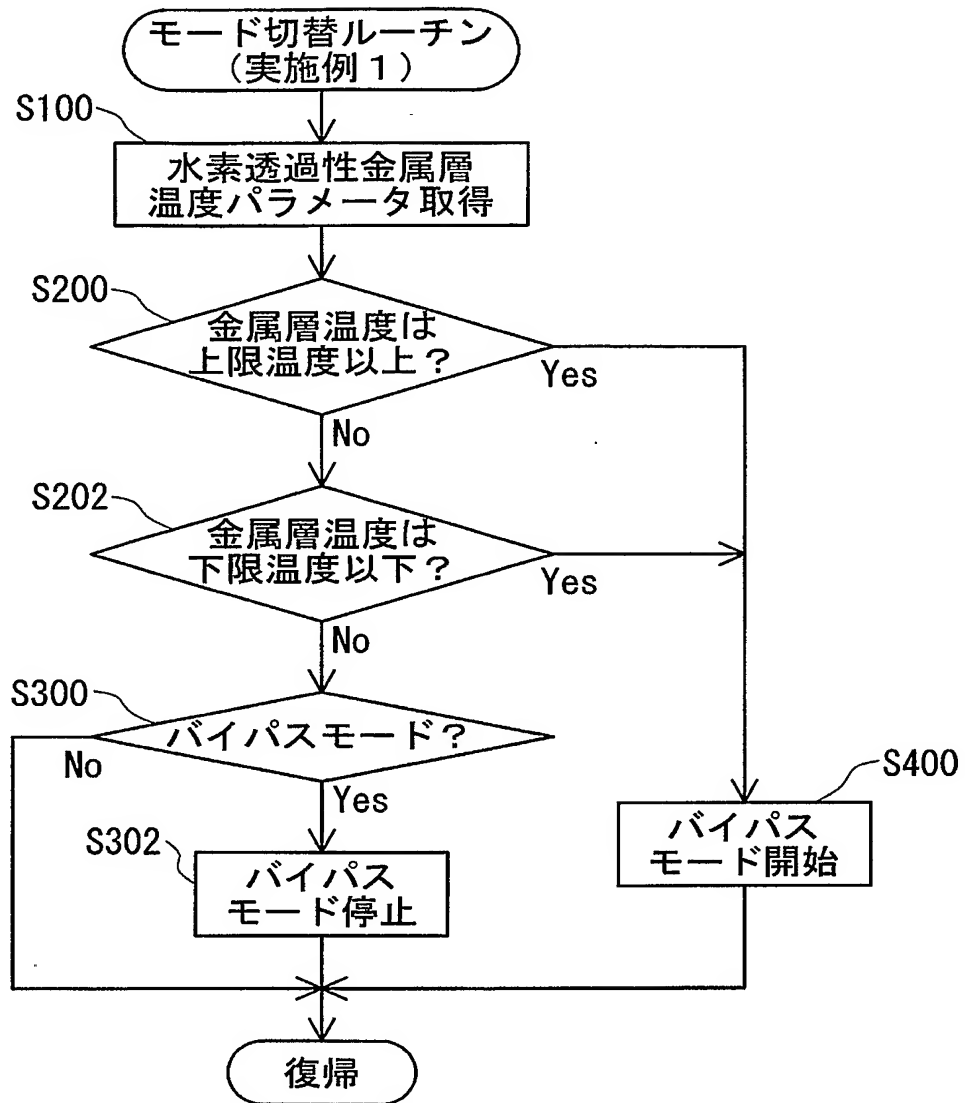 モード切替ルーチン
(実施例1)
S100
水素透過性金属層
温度パラメータ取得
S200
金属層温度は
上限温度以上?
Yes
No
S202
金属層温度は
下限温度以下?
Yes
No
S300
バイパスモード?
No
Yes
S400
バイパス
モード開始
S302
バイパス
モード停止
復帰